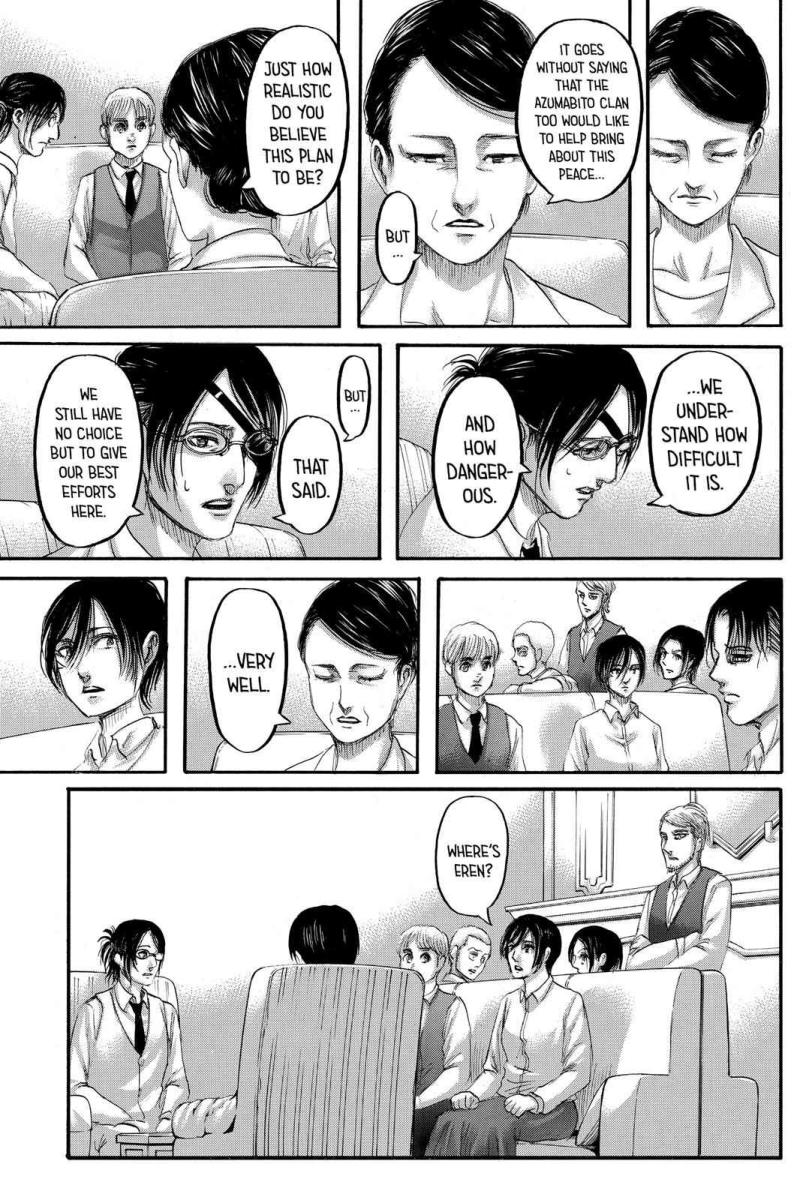 IT GOES
WITHOUT SAYING
THAT THE
AZUMABITO CLAN
TOO WOULD LIKE
TO HELP BRING
ABOUT THIS
PEACE...
BUT
...
JUST HOW
REALISTIC
DO YOU
BELIEVE
THIS PLAN
TO BE?
...WE
UNDER-
STAND HOW
DIFFICULT
IT IS.
AND
HOW
DANGER-
OUS.
BUT
...
THAT
SAID.
WE
STILL HAVE
NO CHOICE
BUT TO GIVE
OUR BEST
EFFORTS
HERE.
...VERY
WELL.
WHERE'S
EREN?